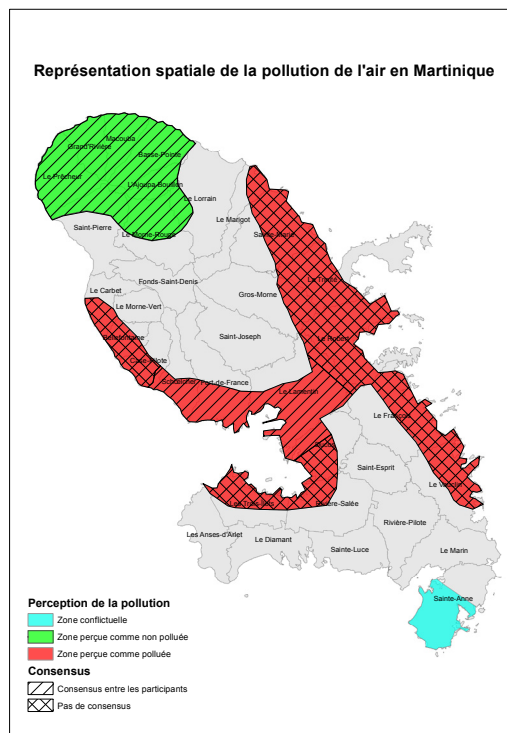 Représentation spatiale de la pollution de l'air en Martinique
Macouba
Grand'Rivière
Basse-Pointe
Le Prêcheur
L'Ajoupa-Bouillon
Le Lorrain
Le Marigot
Saint-Pierre
Le Morne-Rouge
Sainte-Marie
Fonds-Saint-Denis
La Trinité
Le Carbet
Gros-Morne
Le Morne-Vert
Bellefontaine
Saint-Joseph
Le Robert
Case-Pilote
Schoelcher
Fort-de-France
Le Lamentin
Le François
Ducos
Saint-Esprit
Le Vauclin
Les Trois-Ilets
Rivière-Salée
Rivière-Pilote
Les Anses-d'Arlet
Le Diamant
Sainte-Luce
Le Marin
Sainte-Anne
Perception de la pollution
Zone conflictuelle
Zone perçue comme non polluée
Zone perçue comme polluée
Consensus
Consensus entre les participants
Pas de consensus